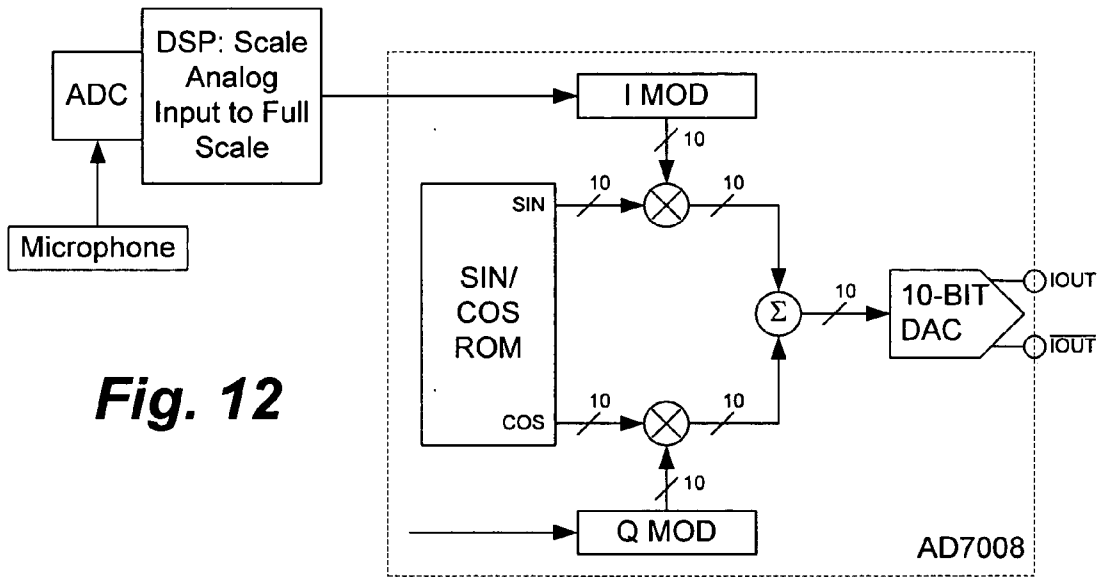 DSP: Scale
Analog
Input to Full
Scale
ADC
Microphone
I MOD
10
SIN
10
10
SIN/
COS
ROM
Σ
10
10-BIT
DAC
IOUT
IOUT
COS
10
10
10
Q MOD
AD7008
Fig. 12